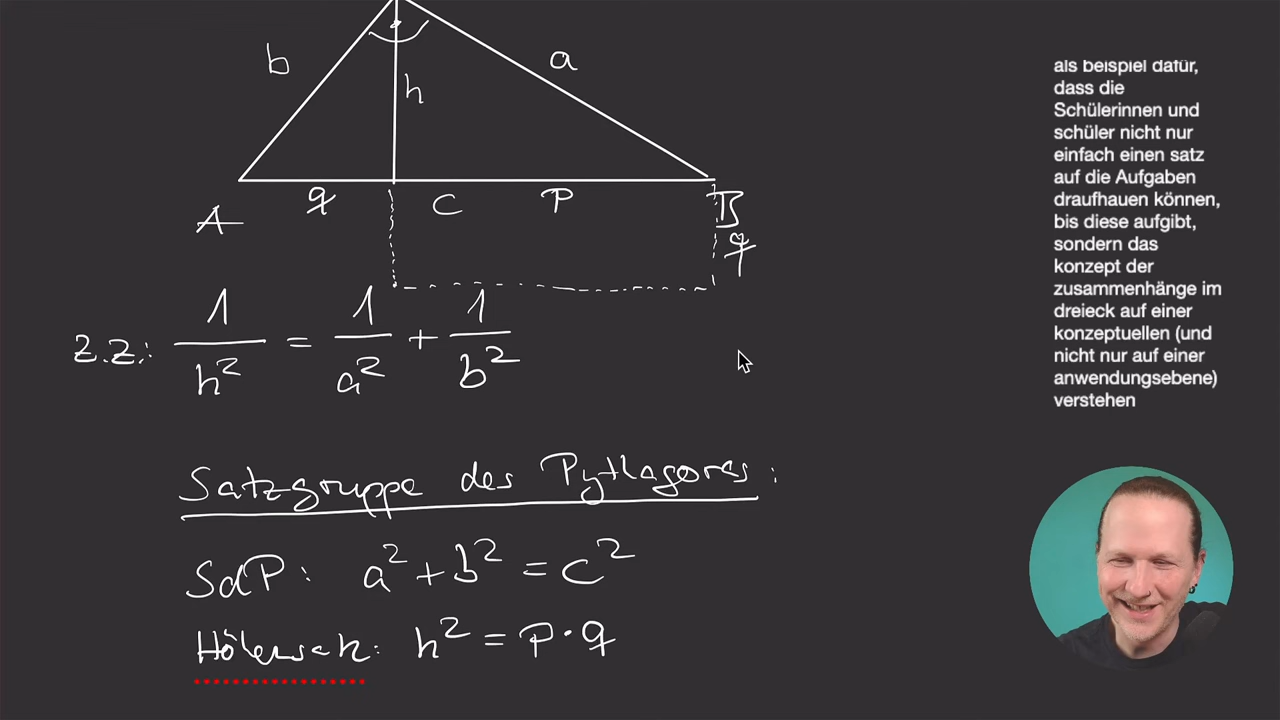 b
a
h
A q c p B
q
z.z.: 1/h² = 1/a² + 1/b²
Satzgruppe des Pythagoras:
SdP: a² + b² = c²
Höhensatz: h² = p · q
als beispiel dafür,
dass die
Schülerinnen und
schüler nicht nur
einfach einen satz
auf die Aufgaben
draufhauen können,
bis diese aufgibt,
sondern das
konzept der
zusammenhänge im
dreieck auf einer
konzeptuellen (und
nicht nur auf einer
anwendungsebene)
verstehen